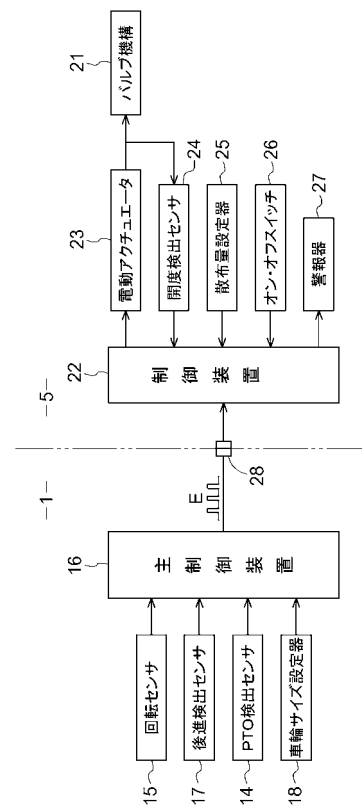 -1-
-5-
15
回転センサ
17
後進検出センサ
14
PTO検出センサ
18
車輪サイズ設定器
16
主制御装置
E
28
22
制御装置
23
電動アクチュエータ
21
バルブ機構
24
開度検出センサ
25
散布量設定器
26
オン・オフスイッチ
27
警報器